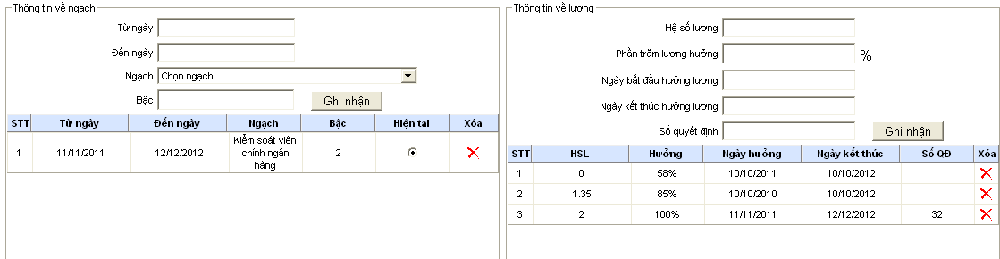 Thông tin về ngạch
Từ ngày
Đến ngày
Ngạch Chọn ngạch
Bậc Ghi nhận
STT Từ ngày Đến ngày Ngạch Bậc Hiện tại Xóa
1 11/11/2011 12/12/2012 Kiểm soát viên chính ngân hàng 2
Thông tin về lương
Hệ số lương
Phần trăm lương hưởng %
Ngày bắt đầu hưởng lương
Ngày kết thúc hưởng lương
Số quyết định Ghi nhận
STT HSL Hưởng Ngày hưởng Ngày kết thúc Số QĐ Xóa
1 0 58% 10/10/2011 10/10/2012
2 1.35 85% 10/10/2010 10/10/2012
3 2 100% 11/11/2011 12/12/2012 32